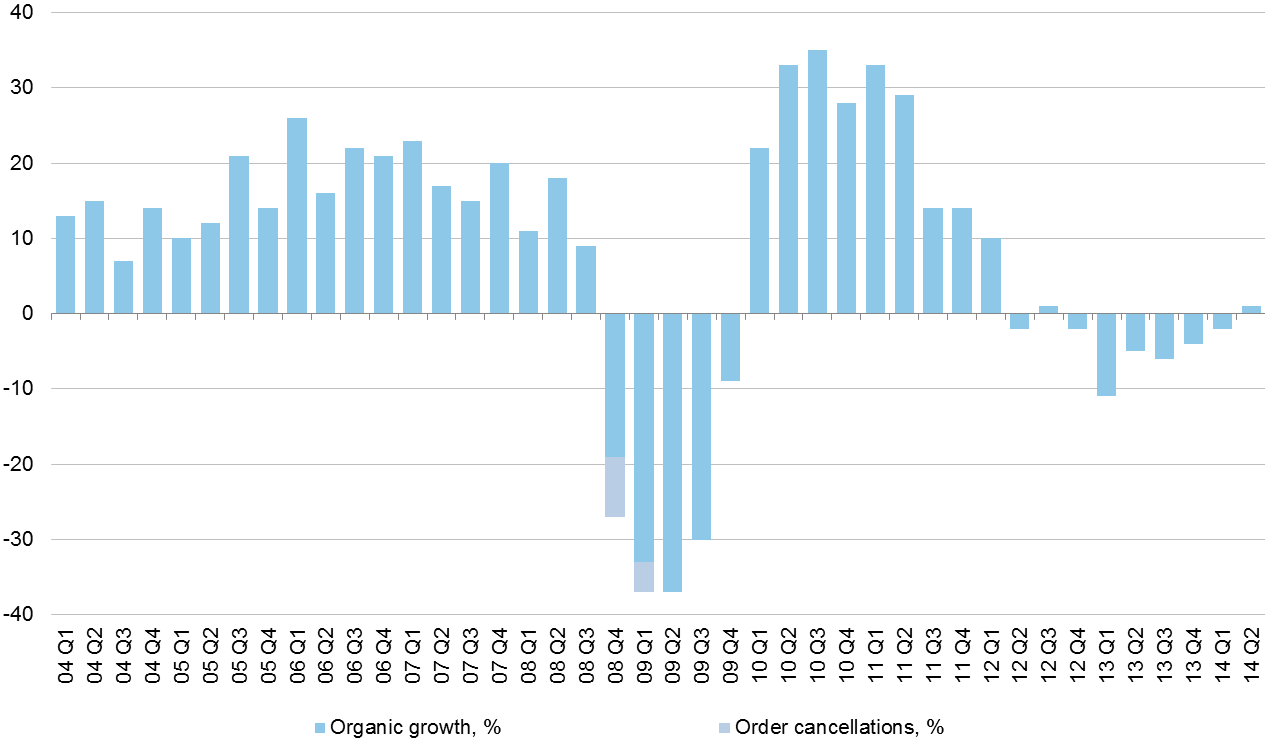 40
30
20
10
0
-10
-20
-30
-40
04 Q1
04 Q2
04 Q3
04 Q4
05 Q1
05 Q2
05 Q3
05 Q4
06 Q1
06 Q2
06 Q3
06 Q4
07 Q1
07 Q2
07 Q3
07 Q4
08 Q1
08 Q2
08 Q3
08 Q4
09 Q1
09 Q2
09 Q3
09 Q4
10 Q1
10 Q2
10 Q3
10 Q4
11 Q1
11 Q2
11 Q3
11 Q4
12 Q1
12 Q2
12 Q3
12 Q4
13 Q1
13 Q2
13 Q3
13 Q4
14 Q1
14 Q2
Organic growth, %
Order cancellations, %